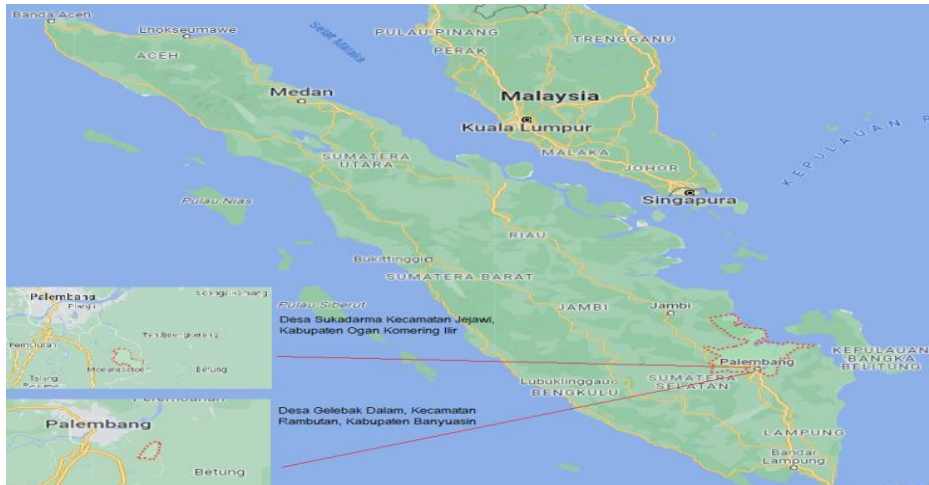 Banda Aceh
Lhokseumawe
ACEH
Selat Malaka
PULAU PINANG
PERAK
TRENGGANU
Medan
Malaysia
Kuala Lumpur
MALAKA
JOHOR
Singapura
SUMATERA
UTARA
Pulau Nias
RIAU
Bukittinggi
SUMATERA BARAT
Pulau Siberut
JAMBI
Jambi
KEPULAUAN
BANGKA
BELITUNG
Palembang
Lubuklinggau
SUMATERA
SELATAN
BENGKULU
LAMPUNG
Bandar
Lampung
Desa Sukadarma Kecamatan Jejawi,
Kabupaten Ogan Komering Ilir
Palembang
Betung
Desa Gelebak Dalam, Kecamatan
Rambutan, Kabupaten Banyuasin
Palembang
Betung